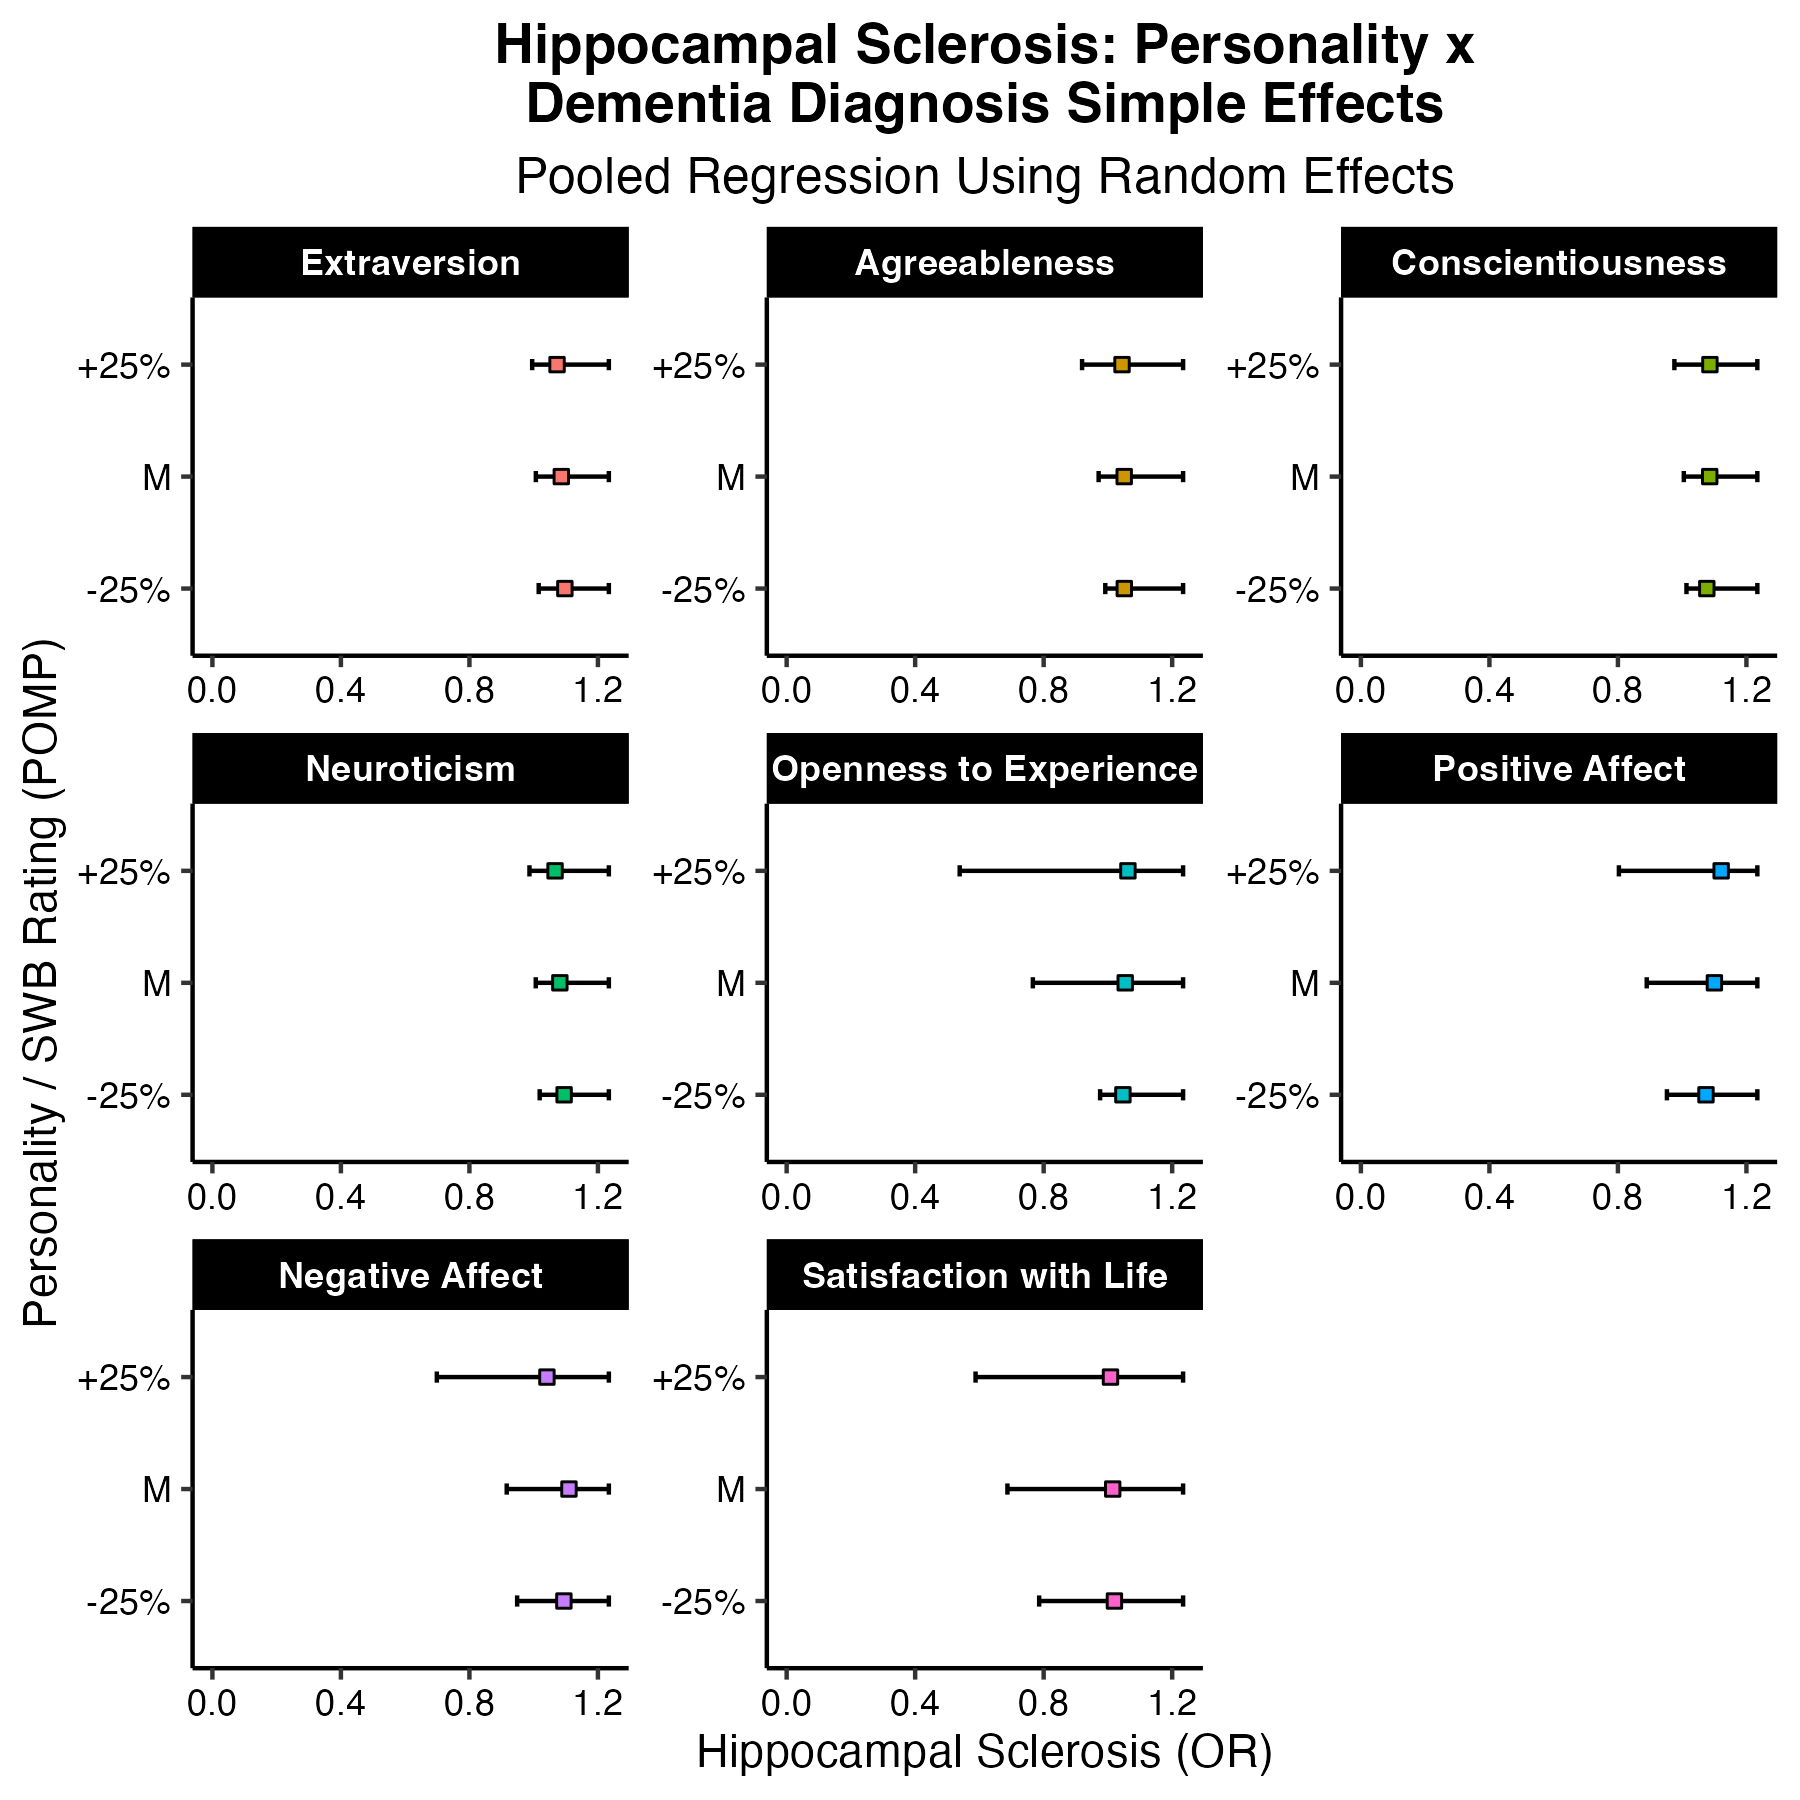 Hippocampal Sclerosis: Personality x
Dementia Diagnosis Simple Effects
Pooled Regression Using Random Effects
Extraversion
Agreeableness
Conscientiousness
+25%
+25%
+25%
M
M
M
-25%
-25%
-25%
0.0 0.4 0.8 1.2
0.0 0.4 0.8 1.2
0.0 0.4 0.8 1.2
Personality / SWB Rating (POMP)
Neuroticism
Openness to Experience
Positive Affect
+25%
+25%
+25%
M
M
M
-25%
-25%
-25%
0.0 0.4 0.8 1.2
0.0 0.4 0.8 1.2
0.0 0.4 0.8 1.2
Negative Affect
Satisfaction with Life
+25%
+25%
M
M
-25%
-25%
0.0 0.4 0.8 1.2
0.0 0.4 0.8 1.2
Hippocampal Sclerosis (OR)